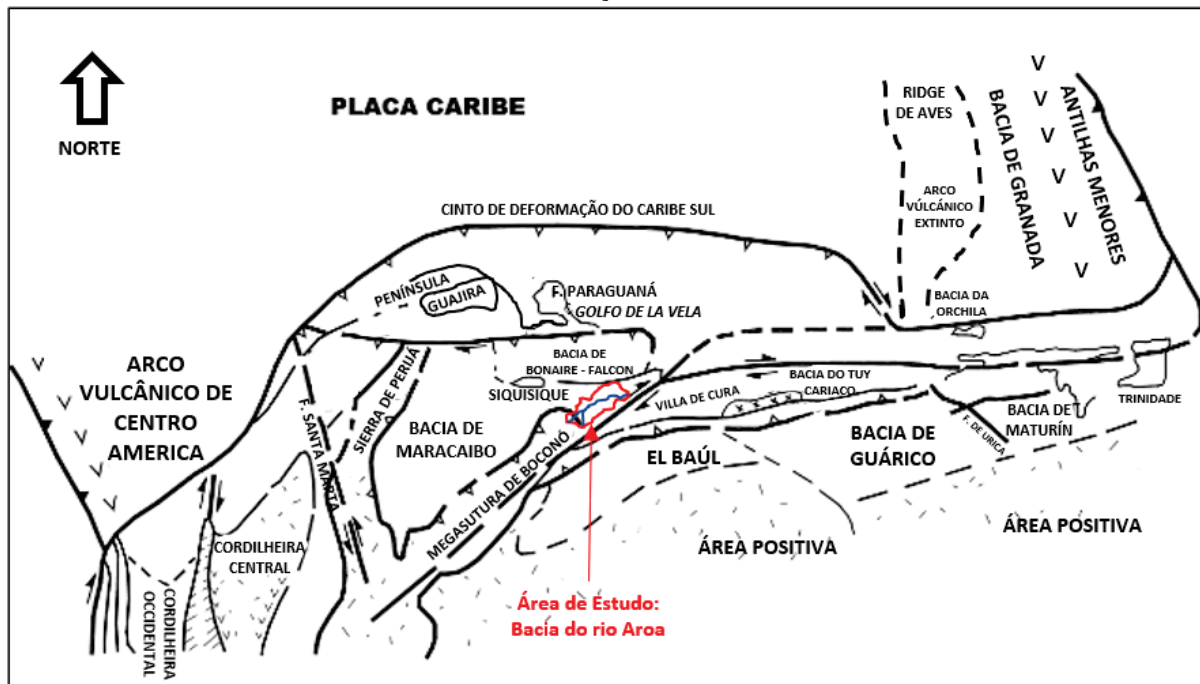 NORTE
PLACA CARIBE
RIDGE
DE AVES
ARCO
VÚLCÁNICO
EXTINTO
BACIA DE GRANADA
V
V
V
V
V
V
ANTILHAS MENORES
CINTO DE DEFORMAÇÃO DO CARIBE SUL
PENÍNSULA
GUAJIRA
F. PARAGUANÁ
GOLFO DE LA VELA
BACIA DA
ORCHILA
V
V
V
V
V
ARCO
VULCÂNICO DE
CENTRO
AMERICA
F. SANTA MARTA
SIERRA DE PERIJÁ
BACIA DE
MARACAIBO
SIQUISIQUE
BACIA DE
BONAIRE - FALCON
MEGASUTURA DE BOCONÓ
VILLA DE CURA
x x x x
BACIA DO TUY
CARIACO
EL BAÚL
BACIA DE
GUÁRICO
F. DE URICA
BACIA DE
MATURÍN
TRINIDADE
ÁREA POSITIVA
ÁREA POSITIVA
CORDILHEIRA
CENTRAL
CORDILHEIRA
OCCIDENTAL
Área de Estudo:
Bacia do rio Aroa